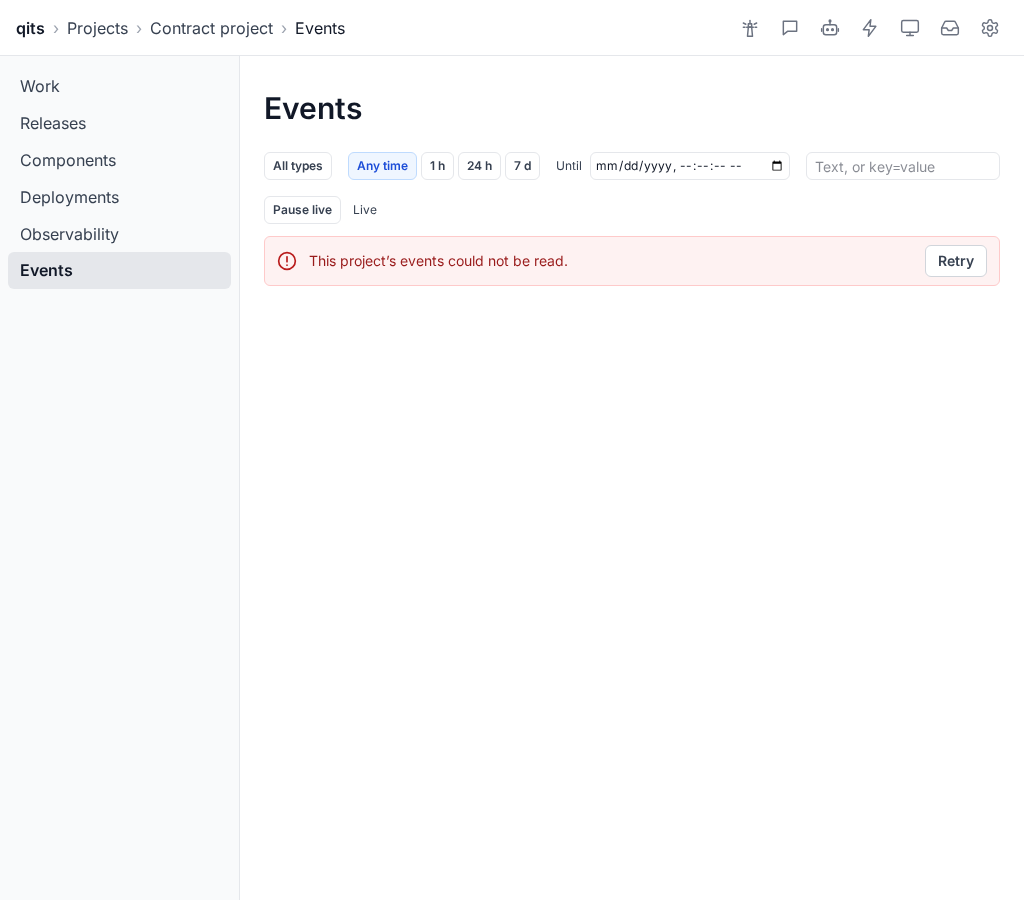 qits › Projects › Contract project › Events
Work
Releases
Components
Deployments
Observability
Events
Events
All types Any time 1 h 24 h 7 d Until mm/dd/yyyy, --:--:-- -- Text, or key=value
Pause live Live
This project’s events could not be read. Retry